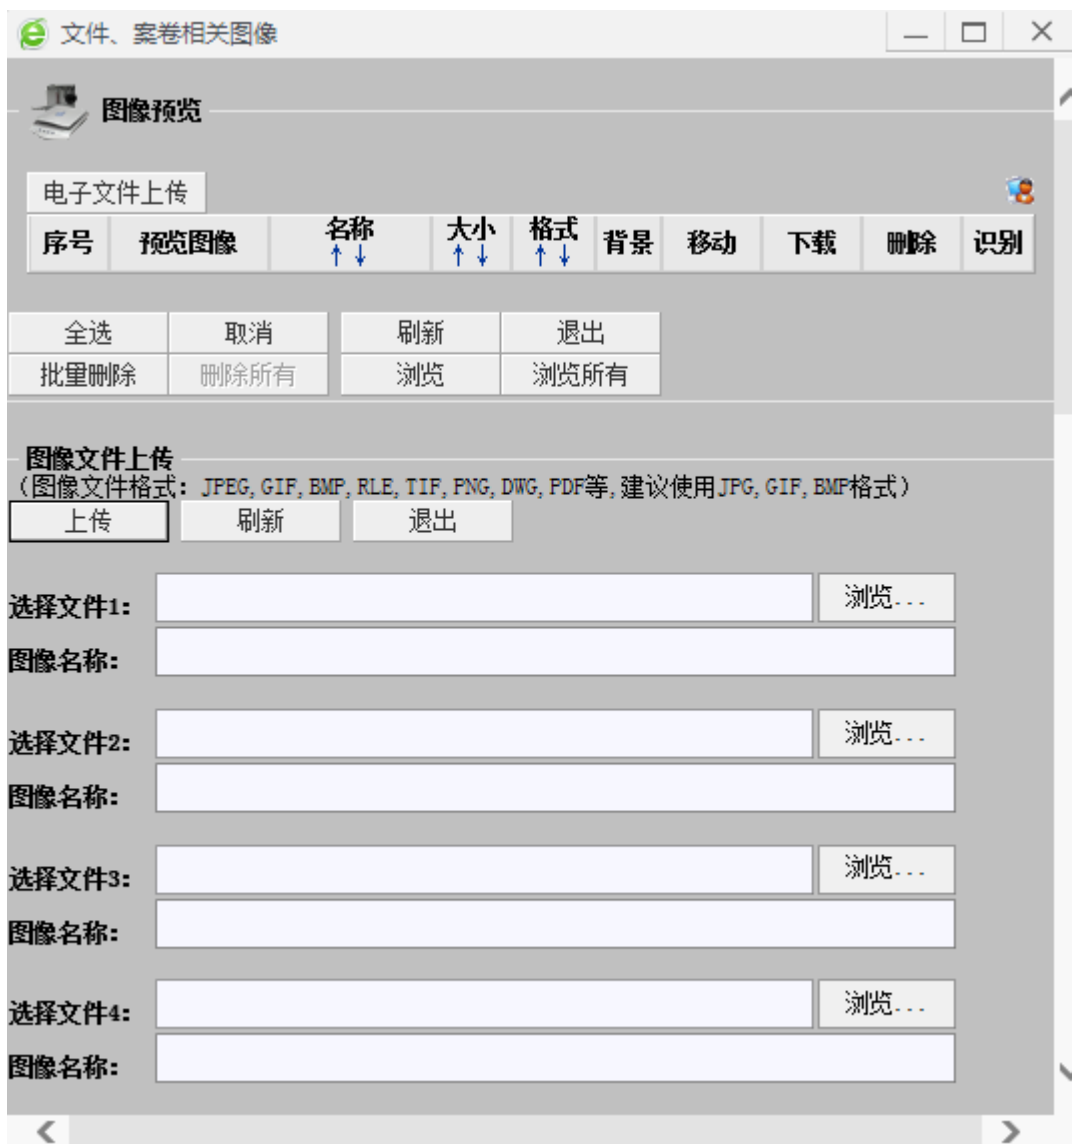 文件、案卷相关图像
图像预览
电子文件上传
序号 预览图像 名称 大小 格式 背景 移动 下载 删除 识别
↑↓ ↑↓ ↑↓
全选 取消 刷新 退出
批量删除 删除所有 浏览 浏览所有
图像文件上传
(图像文件格式：JPEG,GIF,BMP,RLE,TIF,PNG,DWG,PDF等,建议使用JPG,GIF,BMP格式)
上传 刷新 退出
选择文件1: 浏览...
图像名称:
选择文件2: 浏览...
图像名称:
选择文件3: 浏览...
图像名称:
选择文件4: 浏览...
图像名称: